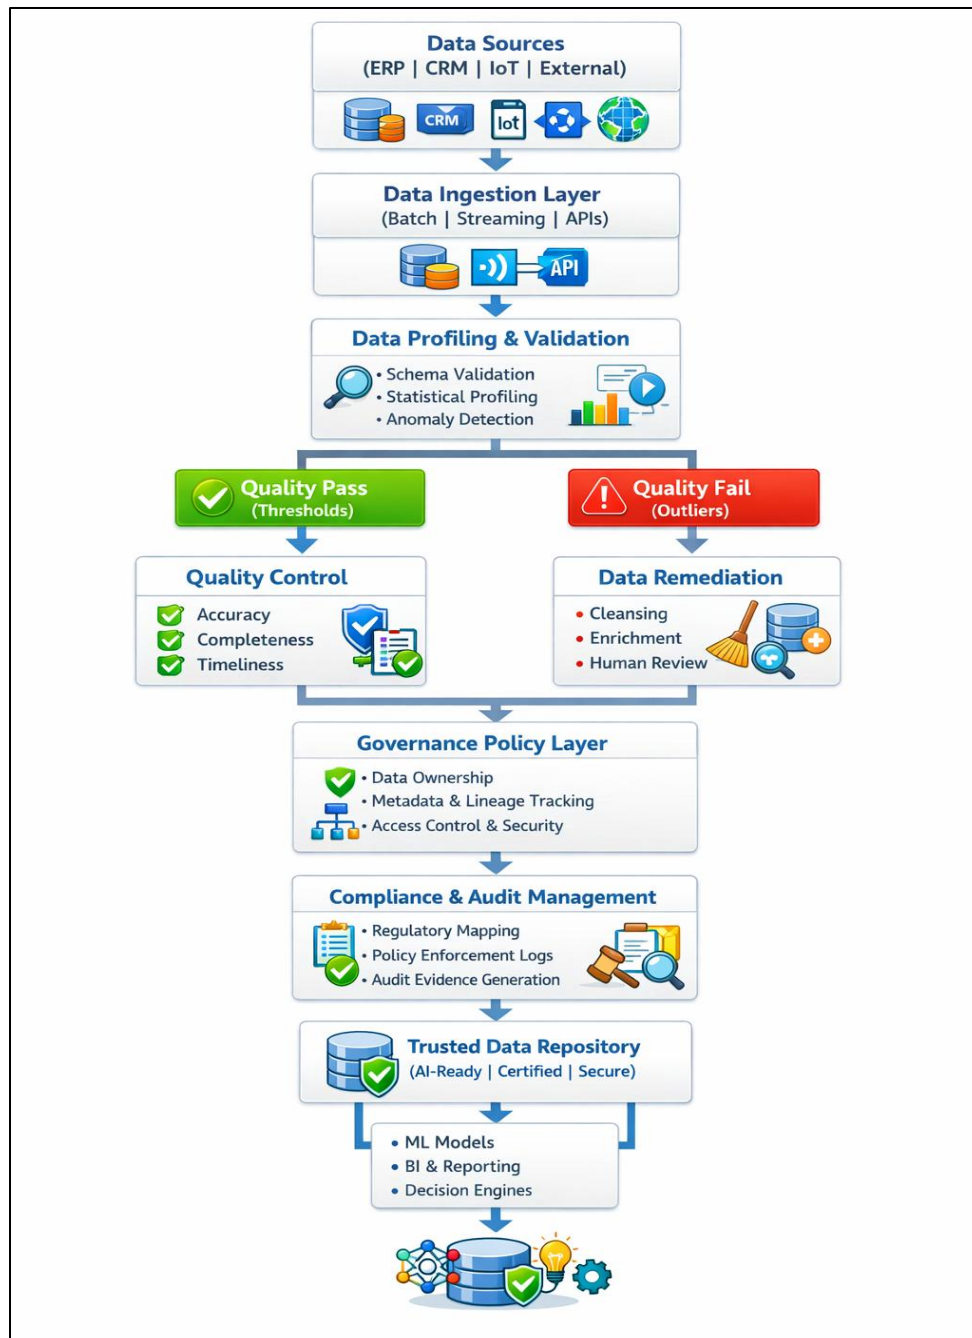 Data Sources
(ERP | CRM | IoT | External)
CRM
Iot
Data Ingestion Layer
(Batch | Streaming | APIs)
API
Data Profiling & Validation
• Schema Validation
• Statistical Profiling
• Anomaly Detection
Quality Pass
(Thresholds)
Quality Fail
(Outliers)
Quality Control
Accuracy
Completeness
Timeliness
Data Remediation
• Cleansing
• Enrichment
• Human Review
Governance Policy Layer
• Data Ownership
• Metadata & Lineage Tracking
• Access Control & Security
Compliance & Audit Management
• Regulatory Mapping
• Policy Enforcement Logs
• Audit Evidence Generation
Trusted Data Repository
(AI-Ready | Certified | Secure)
• ML Models
• BI & Reporting
• Decision Engines